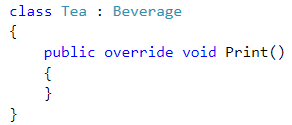 class Tea : Beverage
{
    public override void Print()
    {
    }
}